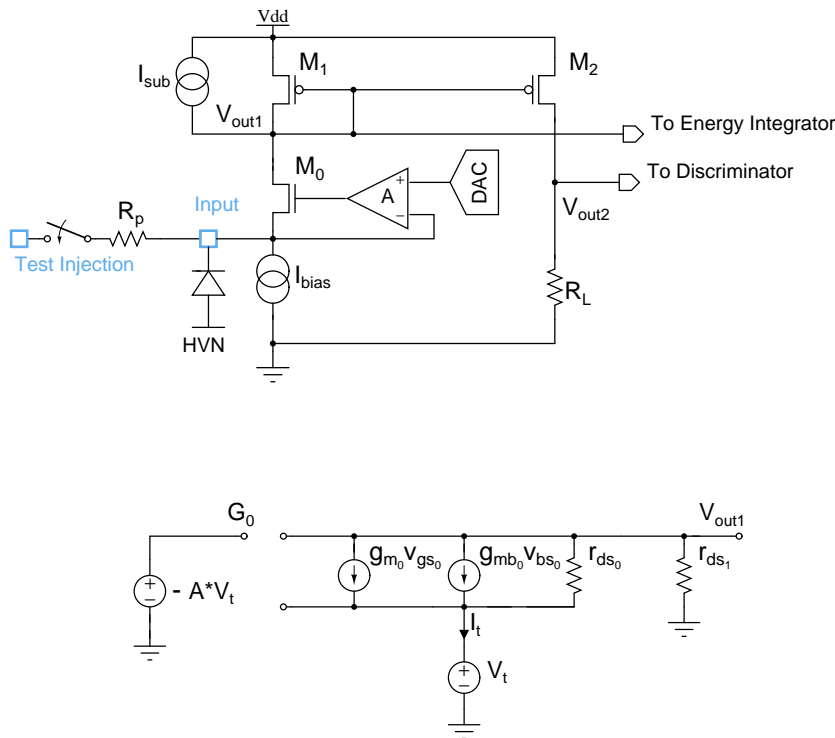 Vdd
M1
M2
Isub
Vout1
To Energy Integrator
M0
DAC
To Discriminator
A
+
−
Input
Rp
Vout2
Test Injection
Ibias
RL
HVN
G0
Vout1
gm0vgs0
gmb0vbs0
rds0
rds1
+
−
- A*Vt
It
+
−
Vt